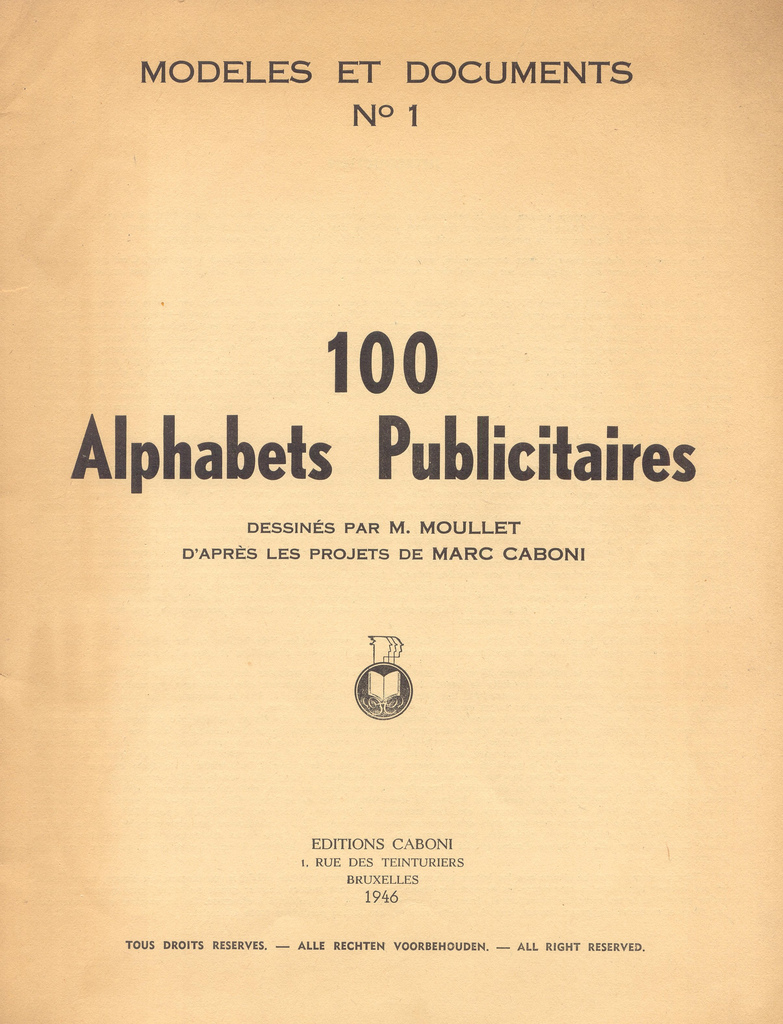 MODELES ET DOCUMENTS
Nº 1
100
Alphabets Publicitaires
DESSINÉS PAR M. MOULLET
D'APRÈS LES PROJETS DE MARC CABONI
EDITIONS CABONI
1, RUE DES TEINTURIERS
BRUXELLES
1946
TOUS DROITS RESERVES. — ALLE RECHTEN VOORBEHOUDEN. — ALL RIGHT RESERVED.